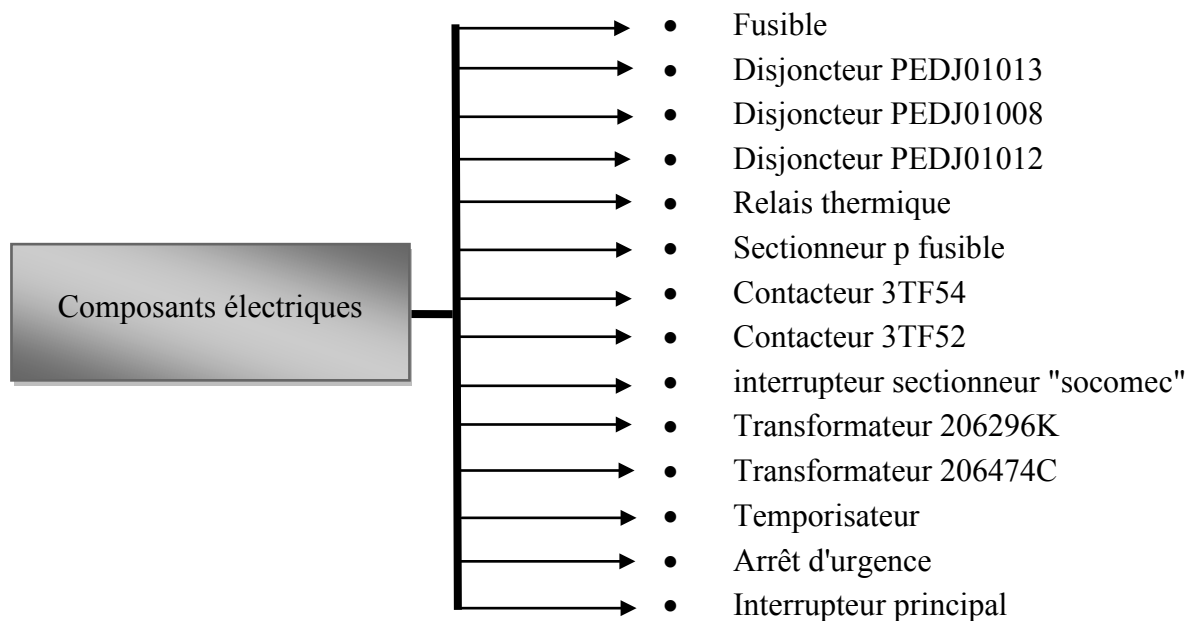 Composants électriques
• Fusible
• Disjoncteur PEDJ01013
• Disjoncteur PEDJ01008
• Disjoncteur PEDJ01012
• Relais thermique
• Sectionneur p fusible
• Contacteur 3TF54
• Contacteur 3TF52
• interrupteur sectionneur "socomec"
• Transformateur 206296K
• Transformateur 206474C
• Temporisateur
• Arrêt d'urgence
• Interrupteur principal